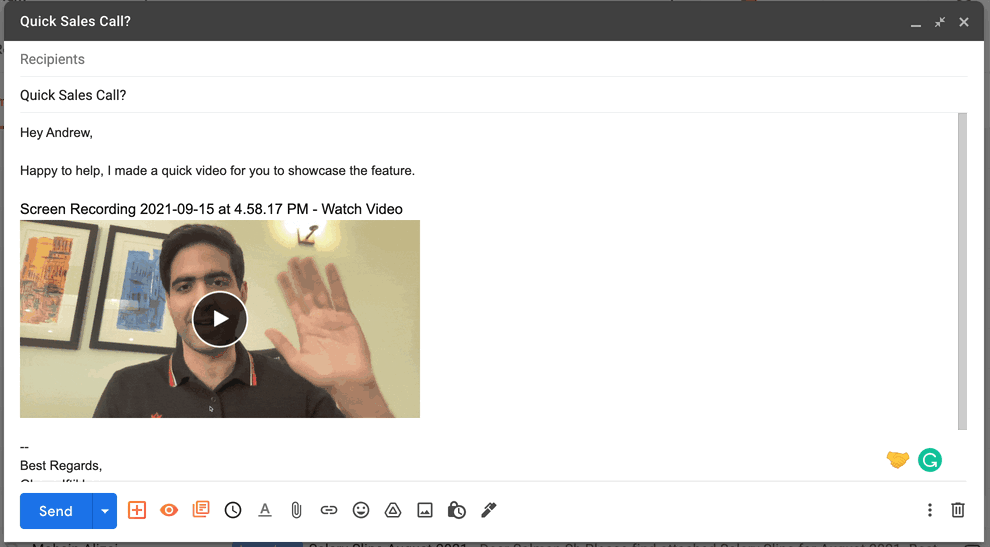 Quick Sales Call?
Recipients
Quick Sales Call?
Hey Andrew,
Happy to help, I made a quick video for you to showcase the feature.
Screen Recording 2021-09-15 at 4.58.17 PM - Watch Video
--
Best Regards,
Send